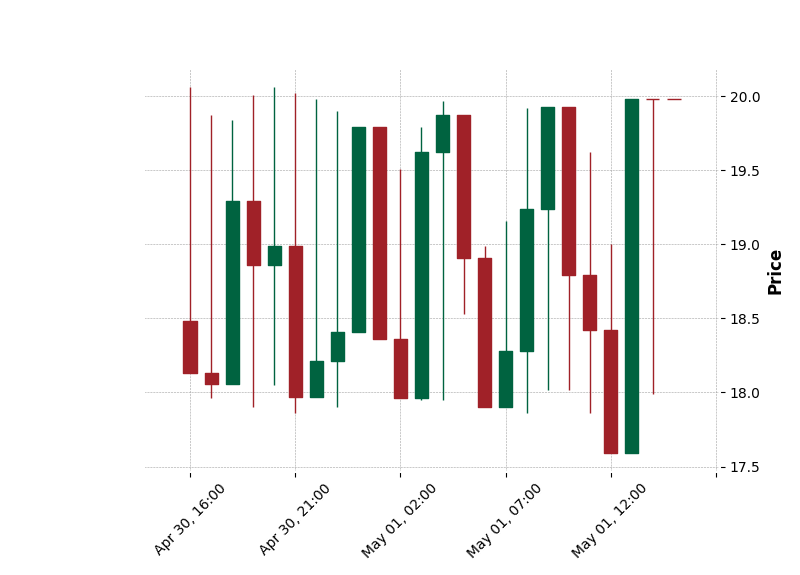 20.0
19.5
19.0
18.5
18.0
17.5
Price
Apr 30, 16:00
Apr 30, 21:00
May 01, 02:00
May 01, 07:00
May 01, 12:00